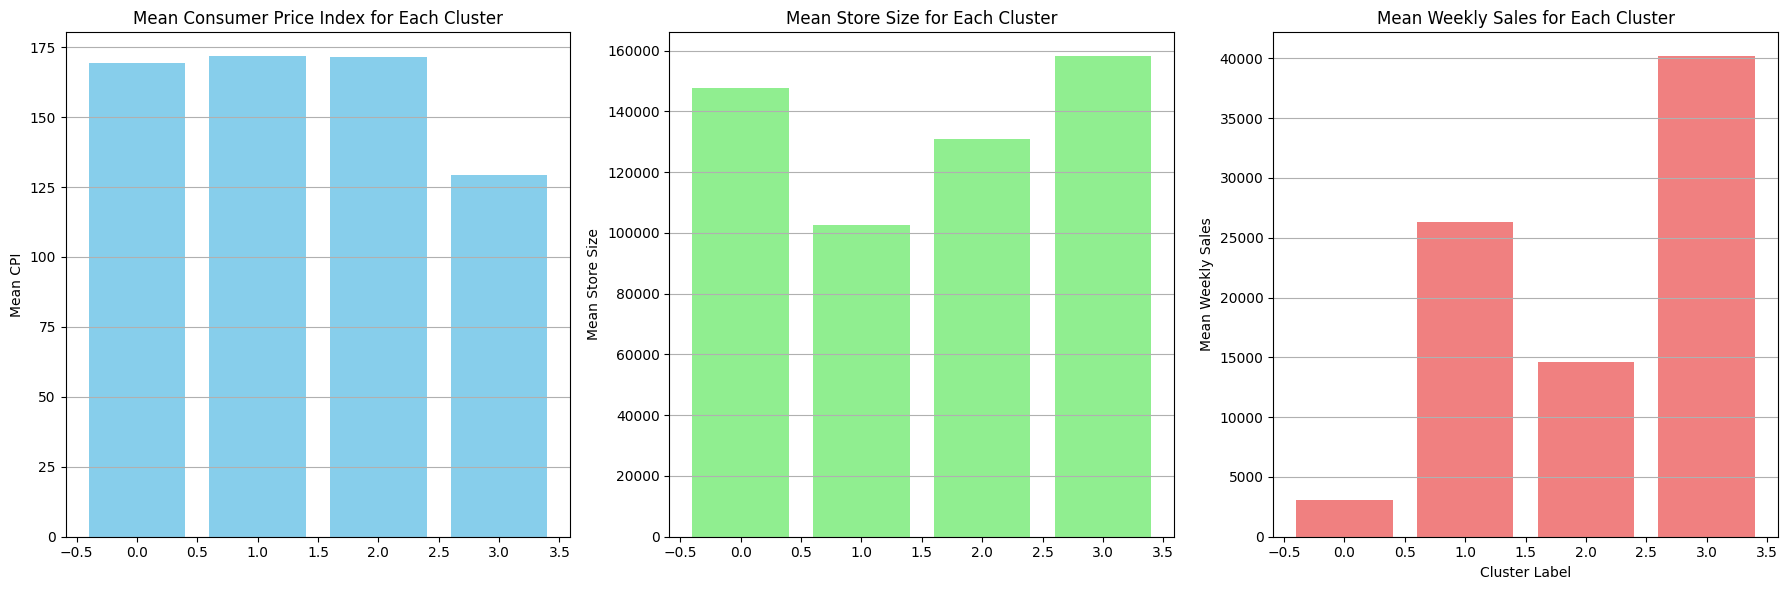 Mean Consumer Price Index for Each Cluster
Mean CPI
175
150
125
100
75
50
25
0
−0.5 0.0 0.5 1.0 1.5 2.0 2.5 3.0 3.5
Mean Store Size for Each Cluster
Mean Store Size
160000
140000
120000
100000
80000
60000
40000
20000
0
−0.5 0.0 0.5 1.0 1.5 2.0 2.5 3.0 3.5
Mean Weekly Sales for Each Cluster
Mean Weekly Sales
40000
35000
30000
25000
20000
15000
10000
5000
0
−0.5 0.0 0.5 1.0 1.5 2.0 2.5 3.0 3.5
Cluster Label